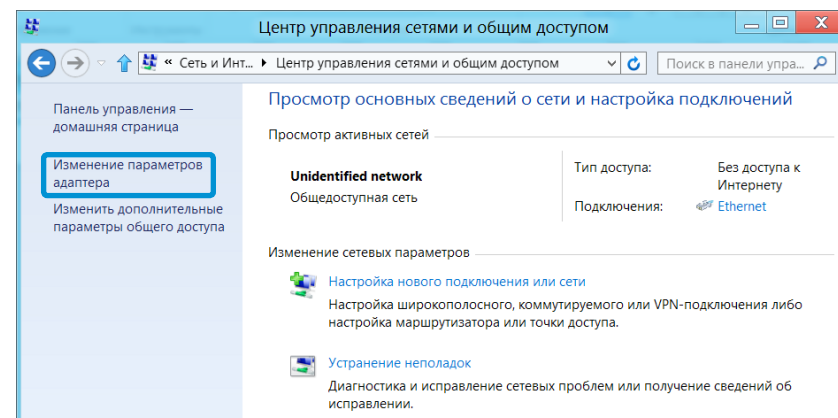 Центр управления сетями и общим доступом
« Сеть и Инт... Центр управления сетями и общим доступом
Поиск в панели упра...
Панель управления —
домашняя страница
Изменение параметров
адаптера
Изменить дополнительные
параметры общего доступа
Просмотр основных сведений о сети и настройка подключений
Просмотр активных сетей
Unidentified network
Общедоступная сеть
Тип доступа: Без доступа к
Интернету
Подключения: Ethernet
Изменение сетевых параметров
Настройка нового подключения или сети
Настройка широкополосного, коммутируемого или VPN-подключения либо
настройка маршрутизатора или точки доступа.
Устранение неполадок
Диагностика и исправление сетевых проблем или получение сведений об
исправлении.